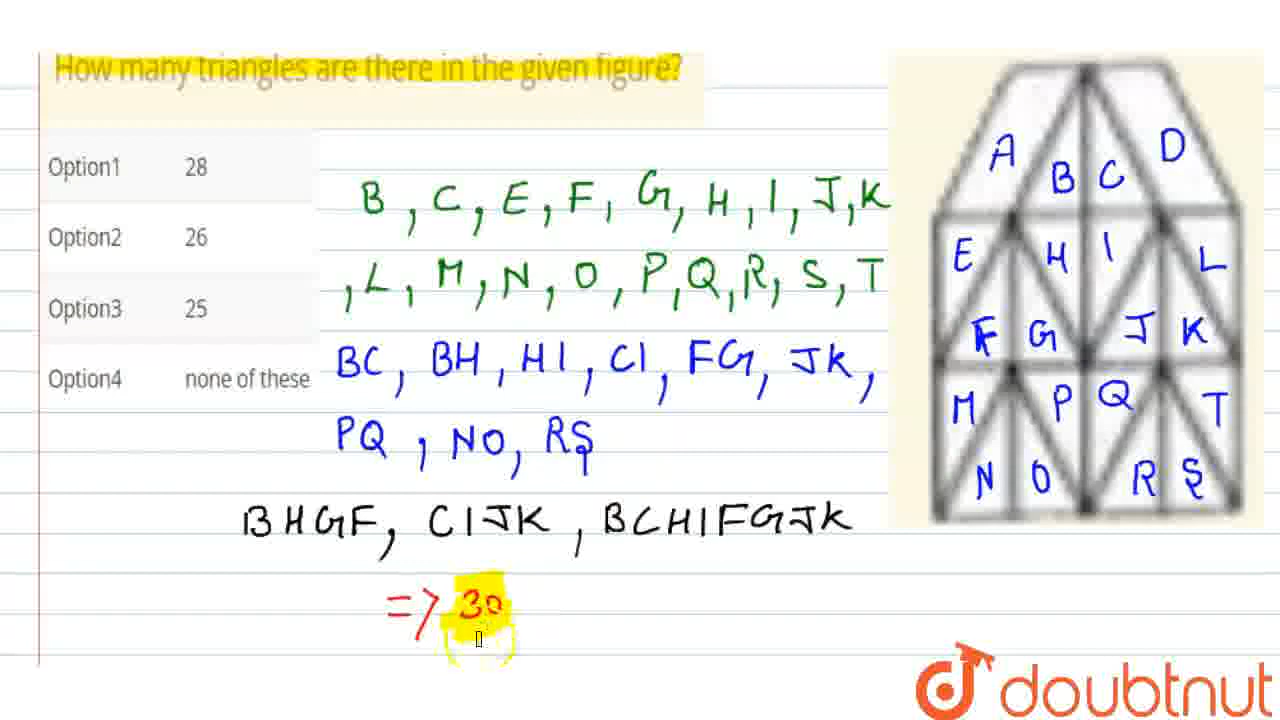 How many triangles are there in the given figure?
Option1 28
Option2 26
Option3 25
Option4 none of these
B, C, E, F, G, H, I, J, K
, L, M, N, O, P, Q, R, S, T
BC, BH, HI, CI, FG, JK,
PQ, NO, RS
BHGF, CIJK, BCHIFGJK
=> 30
A B C D
E H I L
F G J K
M P Q T
N O R S
doubtnut